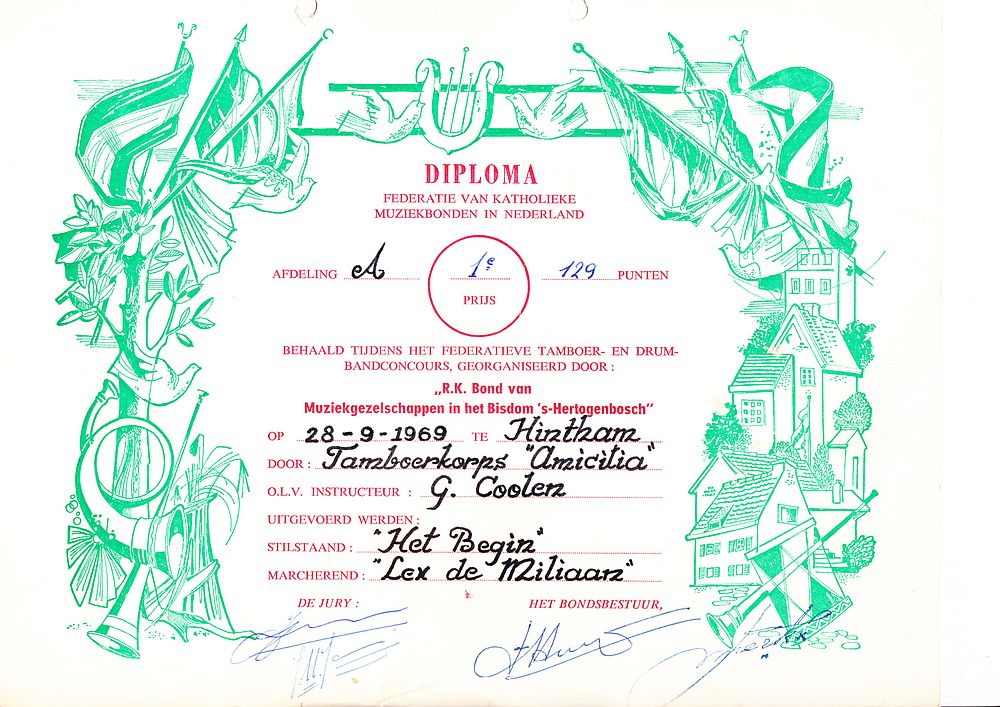 DIPLOMA
FEDERATIE VAN KATHOLIEKE
MUZIEKBONDEN IN NEDERLAND
AFDELING A 1e 129 PUNTEN
PRIJS
BEHAALD TIJDENS HET FEDERATIEVE TAMBOER- EN DRUM-
BANDCONCOURS, GEORGANISEERD DOOR:
„R.K. Bond van
Muziekgezelschappen in het Bisdom 's-Hertogenbosch"
OP 28-9-1969 TE Hintham
DOOR: Tamboerkorps "Amicitia"
O.L.V. INSTRUCTEUR : G. Coolen
UITGEVOERD WERDEN:
STILSTAAND: "Het Begin"
MARCHEREND: "Lex de Miliaan"
DE JURY: HET BONDSBESTUUR,